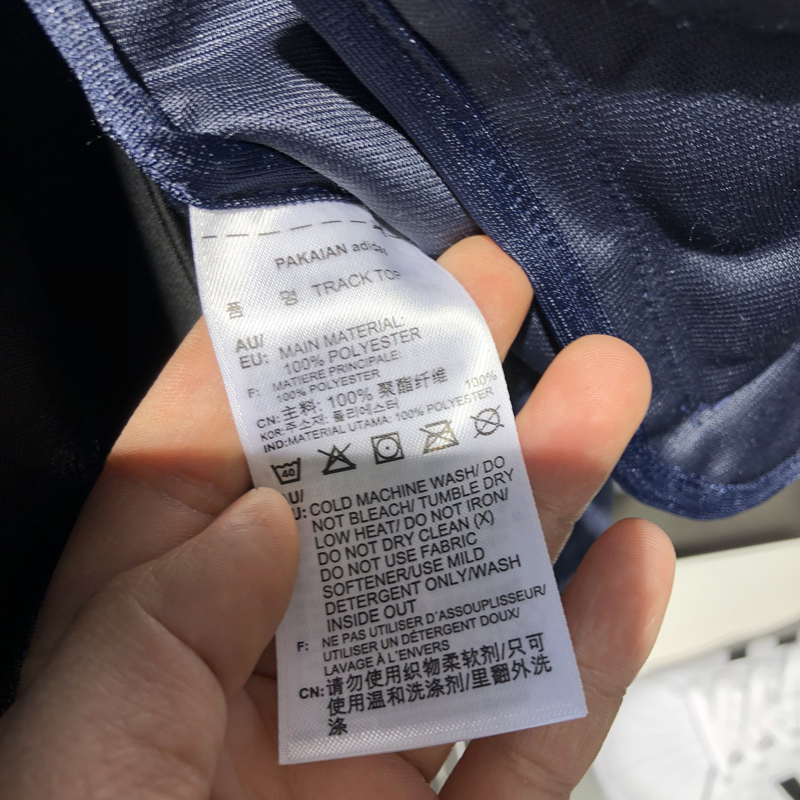 PAKAIAN adidas
품 명 TRACK TOP
AU/
EU: MAIN MATERIAL:
100% POLYESTER
F: MATIERE PRINCIPALE:
100% POLYESTER
CN: 主料: 100% 聚酯纤维
KOR: 주소재: 폴리에스터 100%
IND: MATERIAL UTAMA: 100% POLYESTER
40
AU/
EU: COLD MACHINE WASH/ DO
NOT BLEACH/ TUMBLE DRY
LOW HEAT/ DO NOT IRON/
DO NOT DRY CLEAN (X)
DO NOT USE FABRIC
SOFTENER/USE MILD
DETERGENT ONLY/WASH
INSIDE OUT
F: NE PAS UTILISER D'ASSOUPLISSEUR/
UTILISER UN DÉTERGENT DOUX/
LAVAGE À L'ENVERS
CN: 请勿使用织物柔软剂/只可
使用温和洗涤剂/里翻外洗
涤